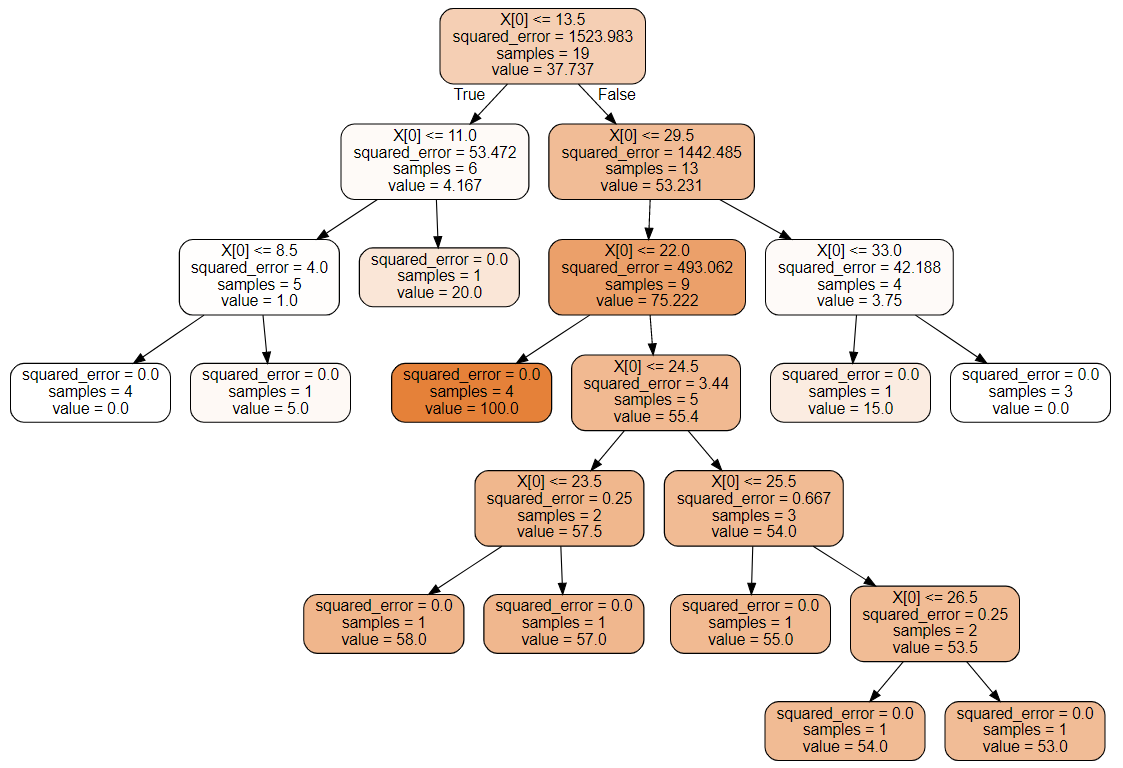 X[0] <= 13.5
squared_error = 1523.983
samples = 19
value = 37.737
True
False
X[0] <= 11.0
squared_error = 53.472
samples = 6
value = 4.167
X[0] <= 29.5
squared_error = 1442.485
samples = 13
value = 53.231
X[0] <= 8.5
squared_error = 4.0
samples = 5
value = 1.0
squared_error = 0.0
samples = 1
value = 20.0
X[0] <= 22.0
squared_error = 493.062
samples = 9
value = 75.222
X[0] <= 33.0
squared_error = 42.188
samples = 4
value = 3.75
squared_error = 0.0
samples = 4
value = 0.0
squared_error = 0.0
samples = 1
value = 5.0
squared_error = 0.0
samples = 4
value = 100.0
X[0] <= 24.5
squared_error = 3.44
samples = 5
value = 55.4
squared_error = 0.0
samples = 1
value = 15.0
squared_error = 0.0
samples = 3
value = 0.0
X[0] <= 23.5
squared_error = 0.25
samples = 2
value = 57.5
X[0] <= 25.5
squared_error = 0.667
samples = 3
value = 54.0
squared_error = 0.0
samples = 1
value = 58.0
squared_error = 0.0
samples = 1
value = 57.0
squared_error = 0.0
samples = 1
value = 55.0
X[0] <= 26.5
squared_error = 0.25
samples = 2
value = 53.5
squared_error = 0.0
samples = 1
value = 54.0
squared_error = 0.0
samples = 1
value = 53.0